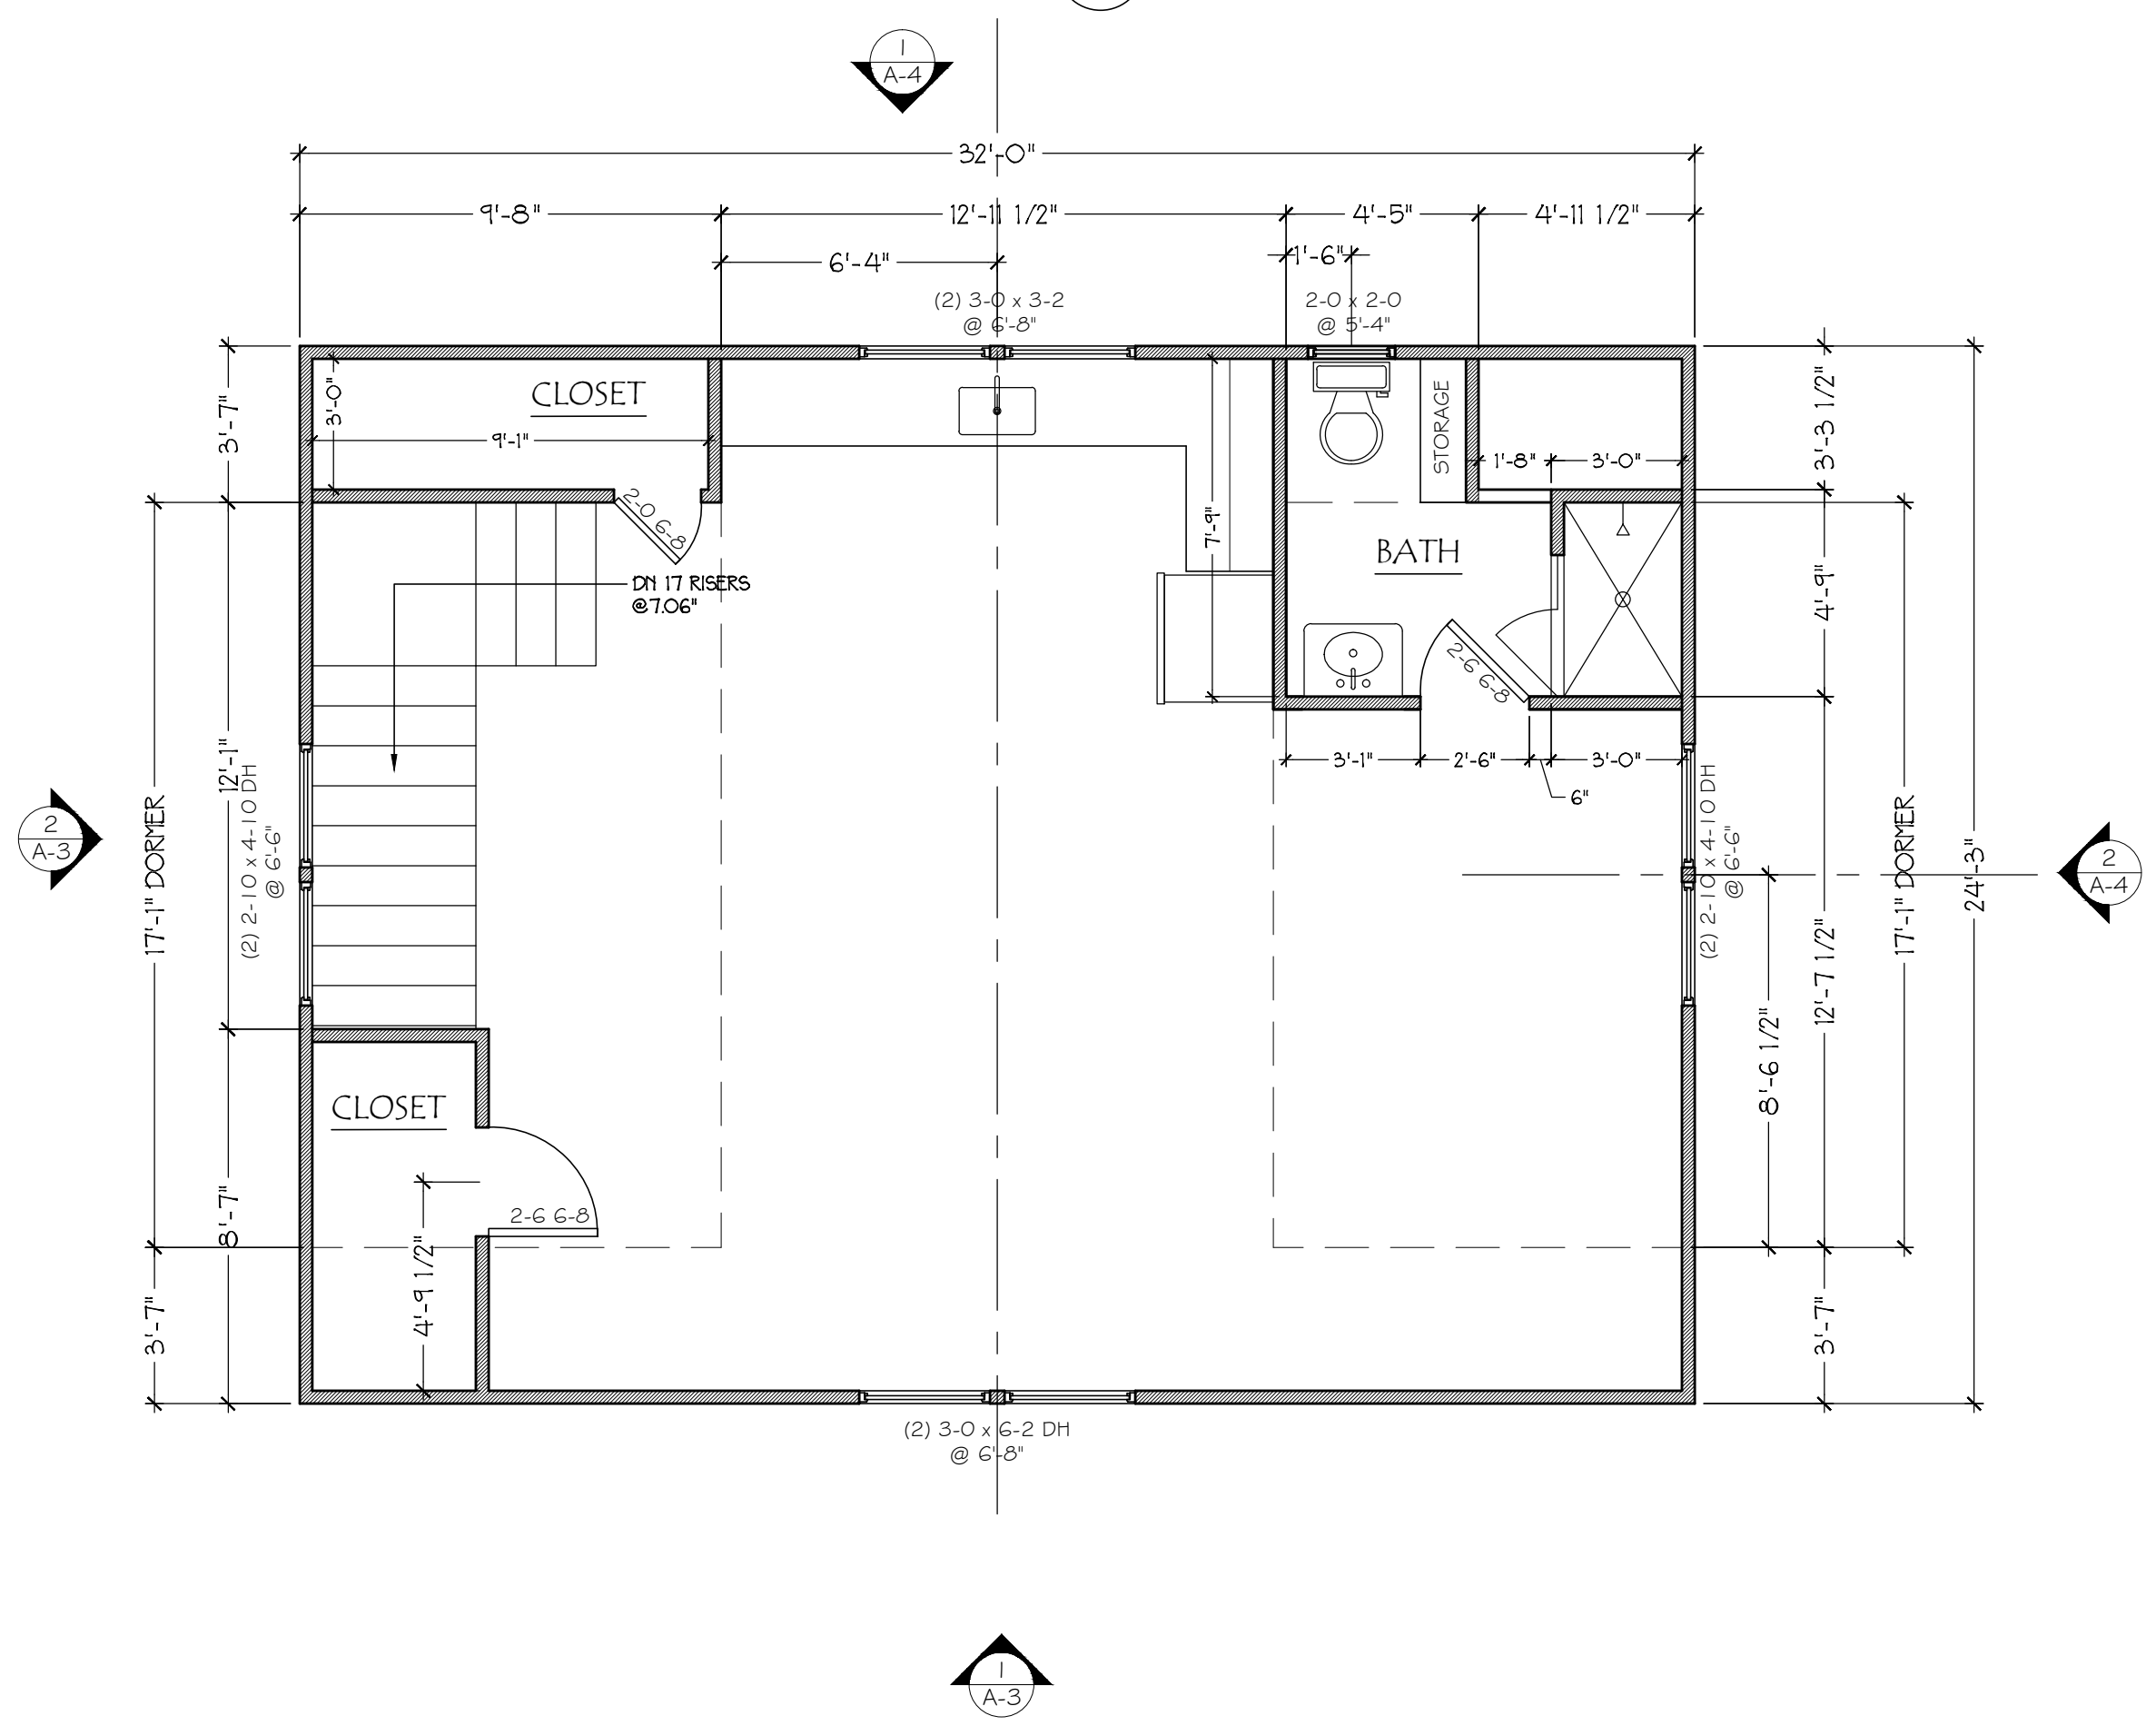 1
A-4
32'-0"
9'-8"
12'-11 1/2"
4'-5"
4'-11 1/2"
6'-4"
1'-6"
(2) 3-0 x 3-2
@ 6'-8"
2-0 x 2-0
@ 5'-4"
3'-7"
3'-0"
CLOSET
9'-1"
STORAGE
1'-8"
3'-0"
3'-3 1/2"
2-0 6-8
7'-9"
BATH
DN 17 RISERS
@7.06"
4'-9"
2-6 6-8
12'-1"
3'-1"
2'-6"
3'-0"
6"
17'-1" DORMER
(2) 2-10 x 4-10 DH
@ 6'-6"
2
A-3
(2) 2-10 x 4-10 DH
@ 6'-6"
17'-1" DORMER
24'-3"
2
A-4
12'-7 1/2"
8'-6 1/2"
CLOSET
8'-7"
2-6 6-8
4'-9 1/2"
3'-7"
3'-7"
(2) 3-0 x 6-2 DH
@ 6'-8"
1
A-3